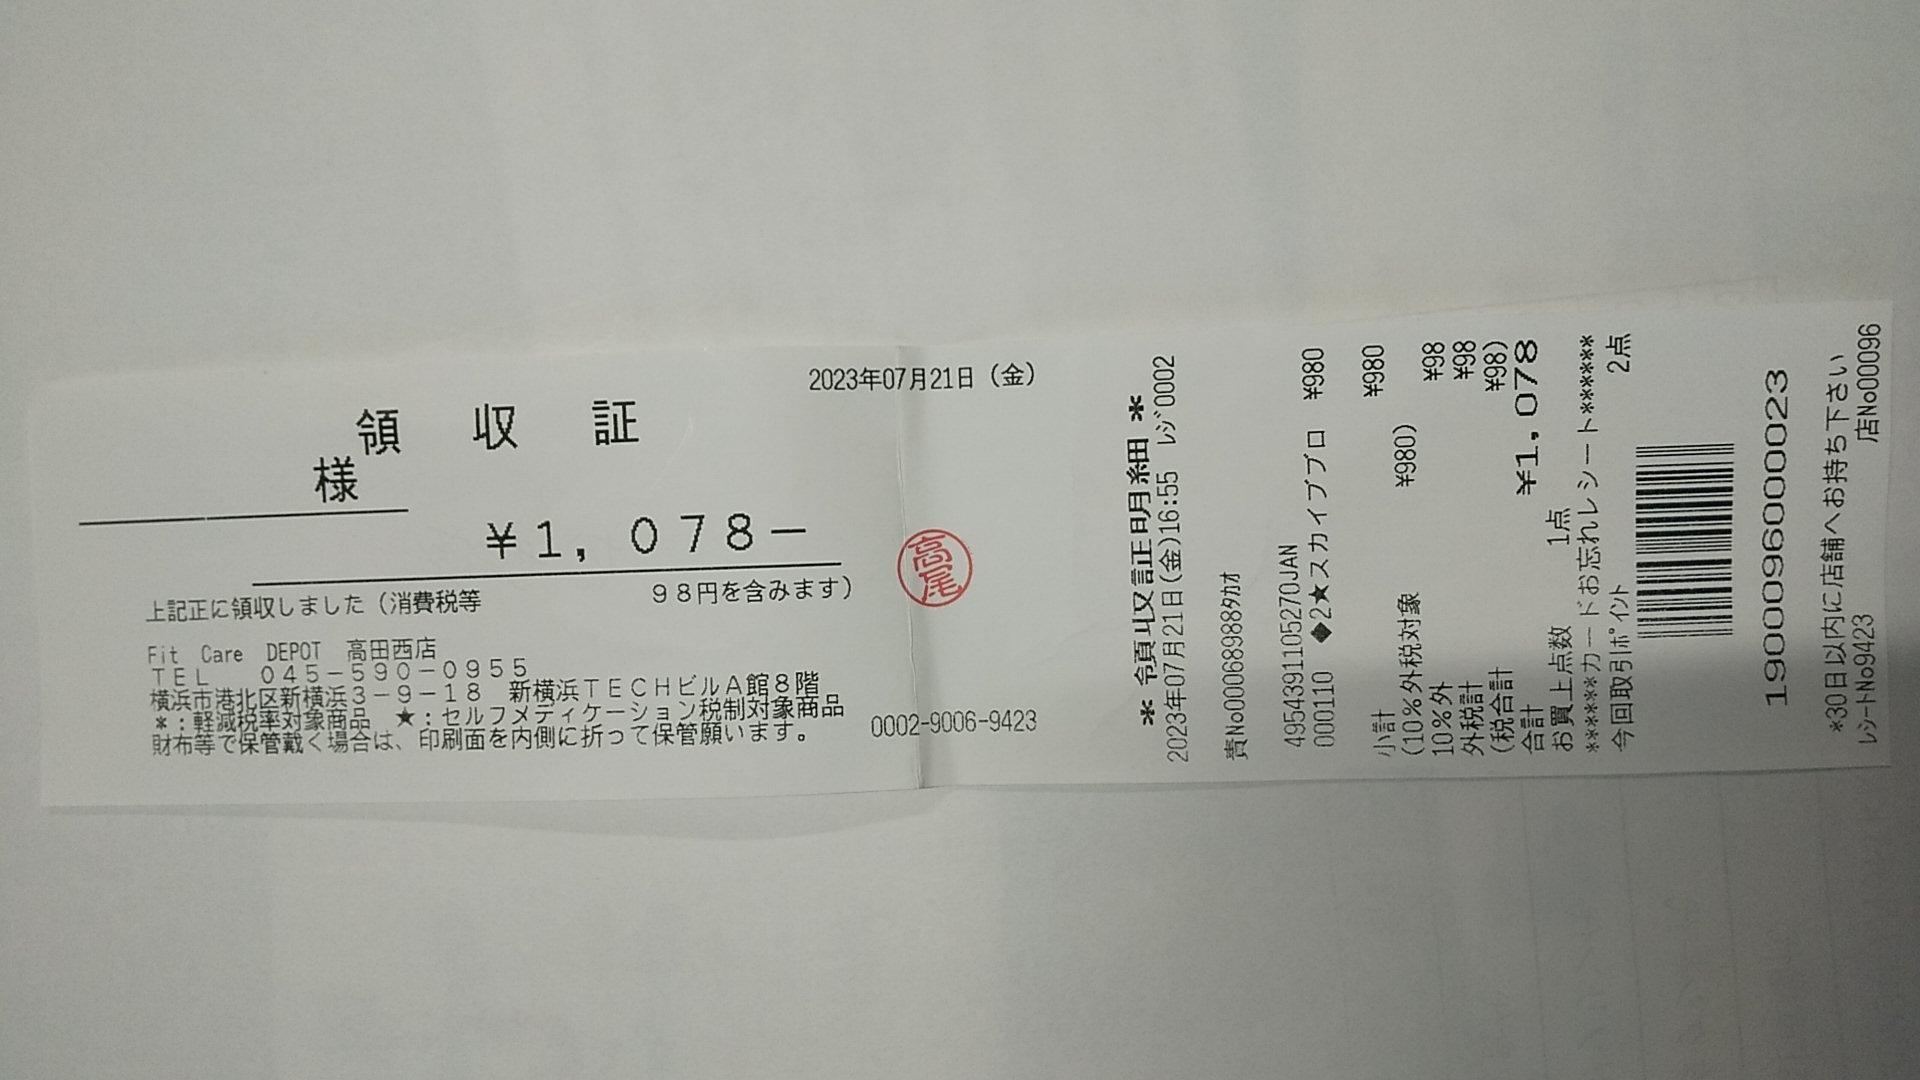 2023年07月21日（金）
領 収 証
様
¥1,078−
上記正に領収しました（消費税等 98円を含みます）
Fit Care DEPOT 高田西店
TEL 045−590−0955
横浜市港北区新横浜3−9−18 新横浜TECHビルA館8階
*：軽減税率対象商品 ★：セルフメディケーション税制対象商品
財布等で保管戴く場合は、印刷面を内側に折って保管願います。
0002-9006-9423
高尾
* 領収証明細 *
2023年07月21日(金)16:55 ﾚｼﾞ0002
責No00068988ﾀｶｵ
4954391105270JAN
000110 ◆2★スカイブブロ ¥980
小計 ¥980
(10%外税対象 ¥980)
10%外 ¥98
外税計 ¥98
(税合計 ¥98)
合計 ¥1,078
お買上点数 1点
******カードお忘れレシート******
今回取引ﾎﾟｲﾝﾄ 2点
1900096000023
*30日以内に店舗へお持ち下さい
ﾚｼｰﾄNo9423 店No00096